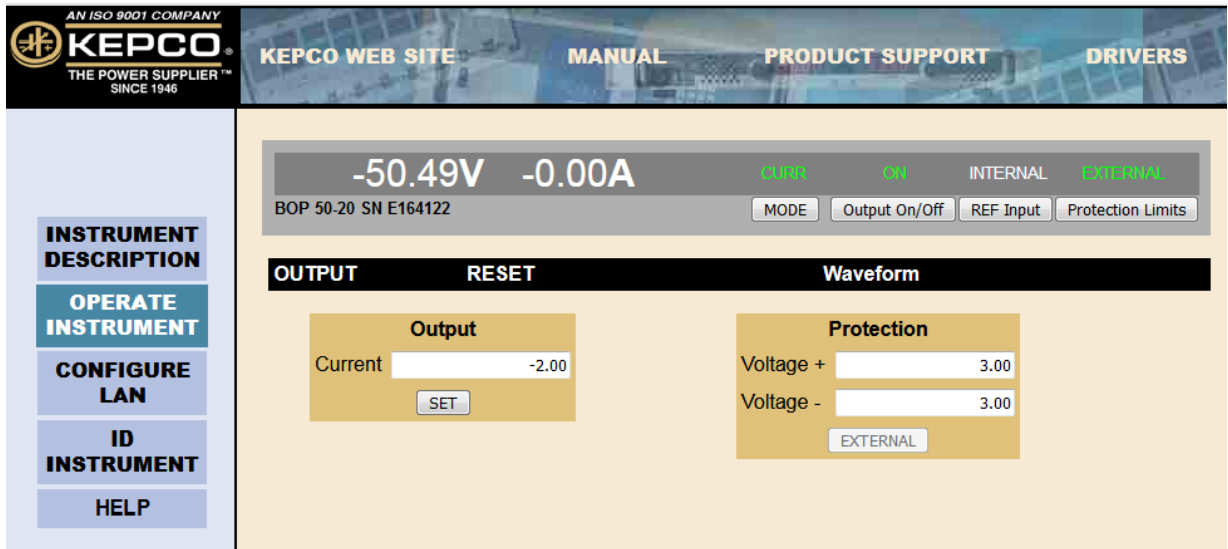 AN ISO 9001 COMPANY
KEPCO®
THE POWER SUPPLIER™
SINCE 1946
KEPCO WEB SITE MANUAL PRODUCT SUPPORT DRIVERS
-50.49V -0.00A CURR ON INTERNAL EXTERNAL
BOP 50-20 SN E164122 MODE Output On/Off REF Input Protection Limits
INSTRUMENT
DESCRIPTION
OPERATE
INSTRUMENT
CONFIGURE
LAN
ID
INSTRUMENT
HELP
OUTPUT RESET Waveform
Output
Current -2.00
SET
Protection
Voltage + 3.00
Voltage - 3.00
EXTERNAL